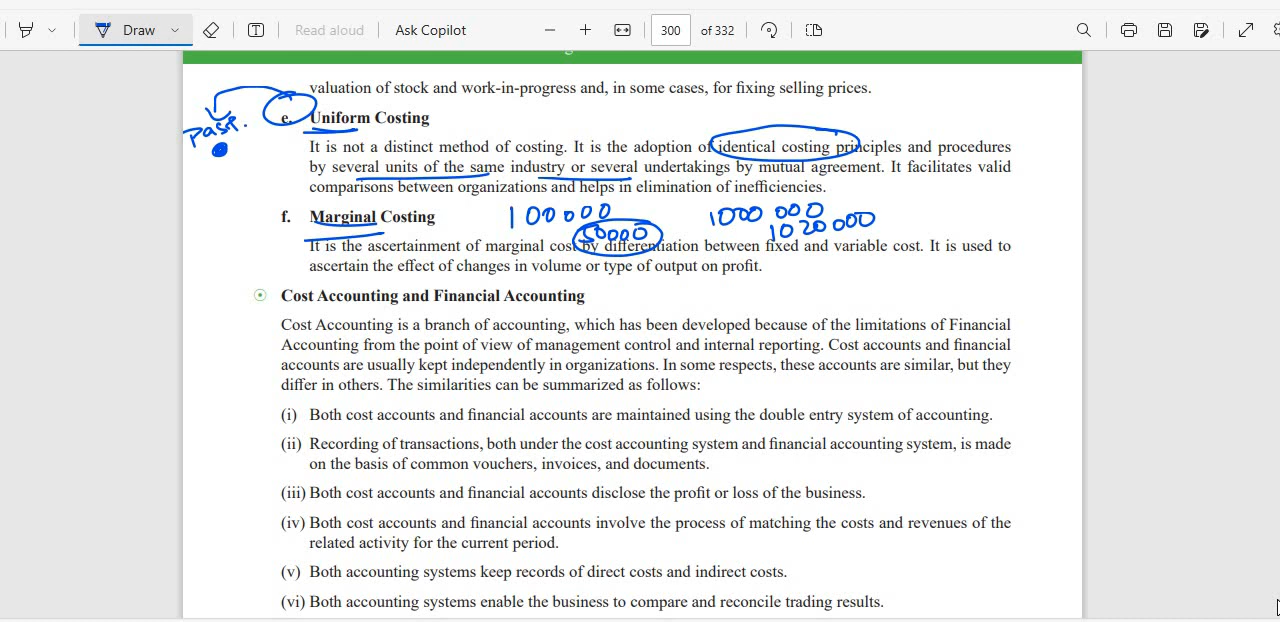 Draw
T
Read aloud
Ask Copilot
300
of 332
valuation of stock and work-in-progress and, in some cases, for fixing selling prices.
e. Uniform Costing
Past.
It is not a distinct method of costing. It is the adoption of identical costing principles and procedures
by several units of the same industry or several undertakings by mutual agreement. It facilitates valid
comparisons between organizations and helps in elimination of inefficiencies.
f. Marginal Costing
100000
1000 000
50000
1020000
It is the ascertainment of marginal cost by differentiation between fixed and variable cost. It is used to
ascertain the effect of changes in volume or type of output on profit.
Cost Accounting and Financial Accounting
Cost Accounting is a branch of accounting, which has been developed because of the limitations of Financial
Accounting from the point of view of management control and internal reporting. Cost accounts and financial
accounts are usually kept independently in organizations. In some respects, these accounts are similar, but they
differ in others. The similarities can be summarized as follows:
(i) Both cost accounts and financial accounts are maintained using the double entry system of accounting.
(ii) Recording of transactions, both under the cost accounting system and financial accounting system, is made
on the basis of common vouchers, invoices, and documents.
(iii) Both cost accounts and financial accounts disclose the profit or loss of the business.
(iv) Both cost accounts and financial accounts involve the process of matching the costs and revenues of the
related activity for the current period.
(v) Both accounting systems keep records of direct costs and indirect costs.
(vi) Both accounting systems enable the business to compare and reconcile trading results.